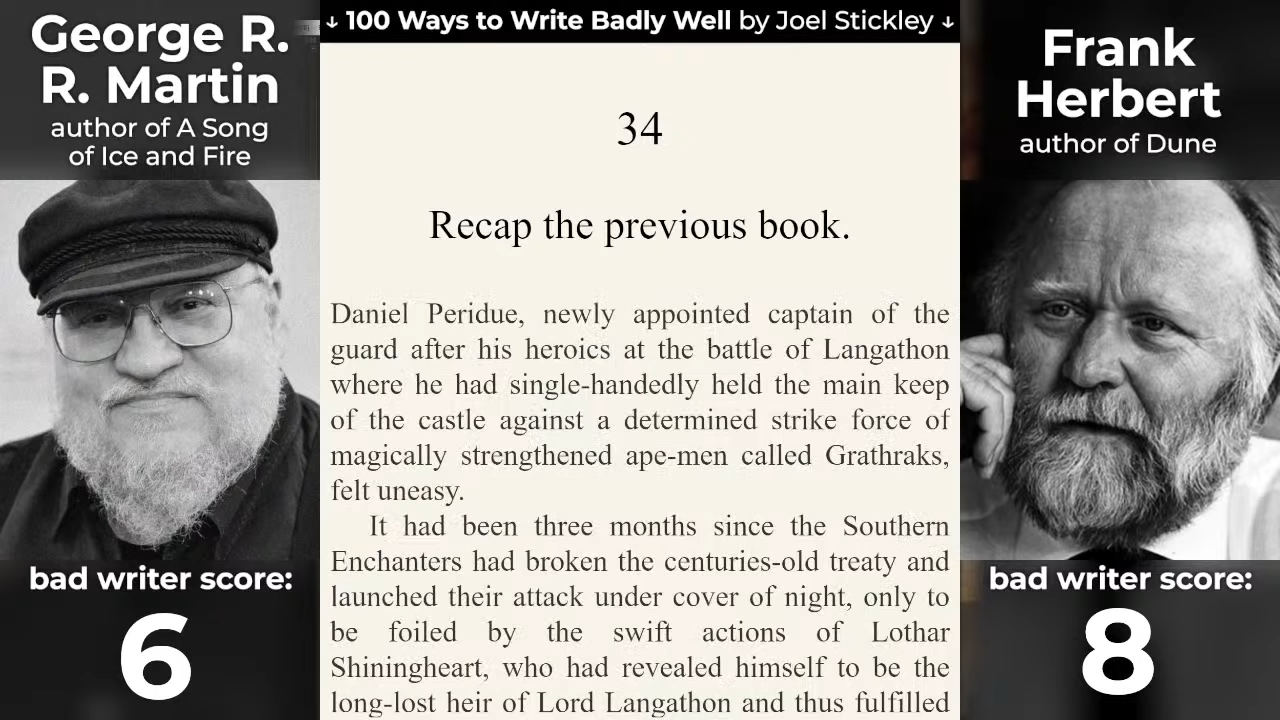 George R.
R. Martin
author of A Song
of Ice and Fire
↓ 100 Ways to Write Badly Well by Joel Stickley ↓
Frank
Herbert
author of Dune
34
Recap the previous book.
Daniel Peridue, newly appointed captain of the
guard after his heroics at the battle of Langathon
where he had single-handedly held the main keep
of the castle against a determined strike force of
magically strengthened ape-men called Grathraks,
felt uneasy.
It had been three months since the Southern
Enchanters had broken the centuries-old treaty and
launched their attack under cover of night, only to
be foiled by the swift actions of Lothar
Shiningheart, who had revealed himself to be the
long-lost heir of Lord Langathon and thus fulfilled
bad writer score:
6
bad writer score:
8